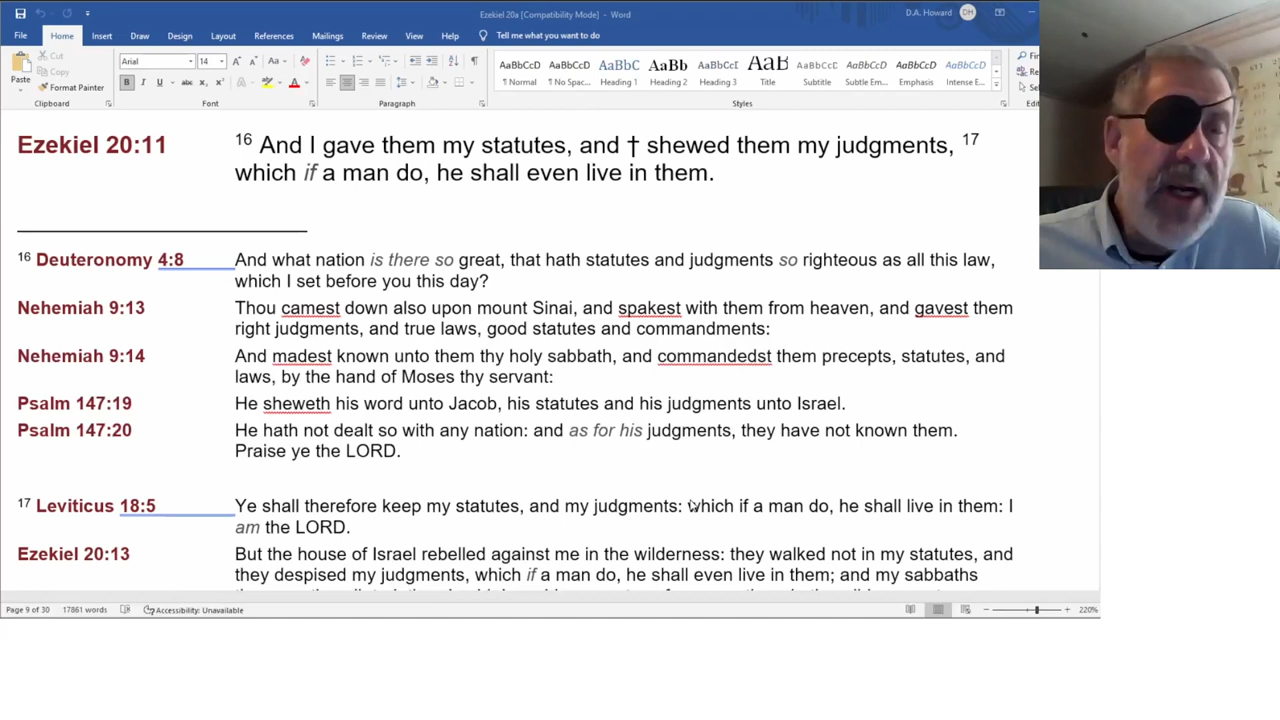 Ezekiel 20a [Compatibility Mode] - Word
D.A. Howard DH
File Home Insert Draw Design Layout References Mailings Review View Help Tell me what you want to do
Paste
Cut
Copy
Format Painter
Clipboard
Arial 14
Font
Paragraph
AaBbCcD AaBbCcD AaBbCcD AaBb AaBbCcI AaB AaBbCcD AaBbCcD AaBbCcD AaBbCcD
¶ Normal ¶ No Spac... Heading 1 Heading 2 Heading 3 Title Subtitle Subtle Em... Emphasis Intense E...
Styles
Ezekiel 20:11 16 And I gave them my statutes, and † shewed them my judgments, 17
which if a man do, he shall even live in them.
16 Deuteronomy 4:8 And what nation is there so great, that hath statutes and judgments so righteous as all this law,
which I set before you this day?
Nehemiah 9:13 Thou camest down also upon mount Sinai, and spakest with them from heaven, and gavest them
right judgments, and true laws, good statutes and commandments:
Nehemiah 9:14 And madest known unto them thy holy sabbath, and commandedst them precepts, statutes, and
laws, by the hand of Moses thy servant:
Psalm 147:19 He sheweth his word unto Jacob, his statutes and his judgments unto Israel.
Psalm 147:20 He hath not dealt so with any nation: and as for his judgments, they have not known them.
Praise ye the LORD.
17 Leviticus 18:5 Ye shall therefore keep my statutes, and my judgments: which if a man do, he shall live in them: I
am the LORD.
Ezekiel 20:13 But the house of Israel rebelled against me in the wilderness: they walked not in my statutes, and
they despised my judgments, which if a man do, he shall even live in them; and my sabbaths
Page 9 of 30 17861 words Accessibility: Unavailable 220%